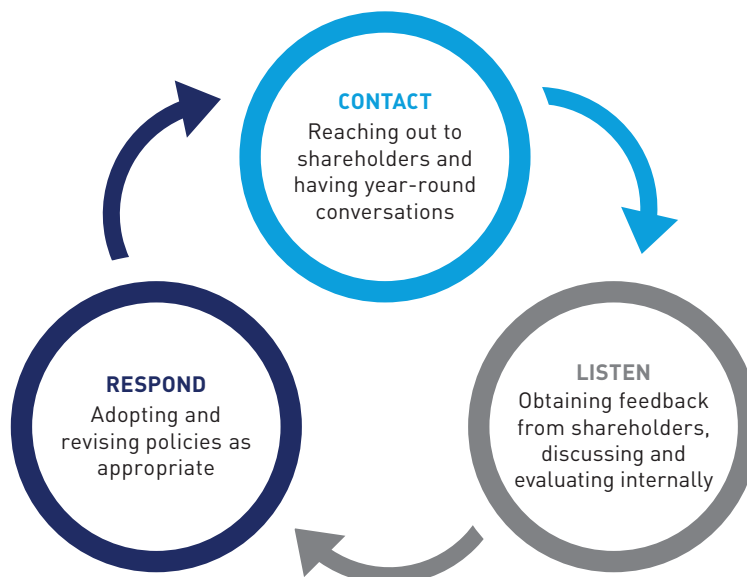 CONTACT
Reaching out to
shareholders and
having year-round
conversations
LISTEN
Obtaining feedback
from shareholders,
discussing and
evaluating internally
RESPOND
Adopting and
revising policies as
appropriate